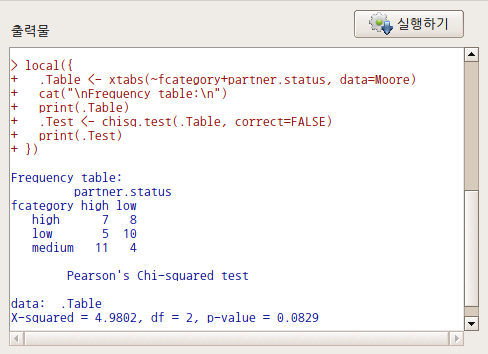 출력물
실행하기
> local({
+   .Table <- xtabs(~fcategory+partner.status, data=Moore)
+   cat("\nFrequency table:\n")
+   print(.Table)
+   .Test <- chisq.test(.Table, correct=FALSE)
+   print(.Test)
+ })
Frequency table:
         partner.status
fcategory high low
   high      7   8
   low       5  10
   medium   11   4
        Pearson's Chi-squared test
data:  .Table
X-squared = 4.9802, df = 2, p-value = 0.0829